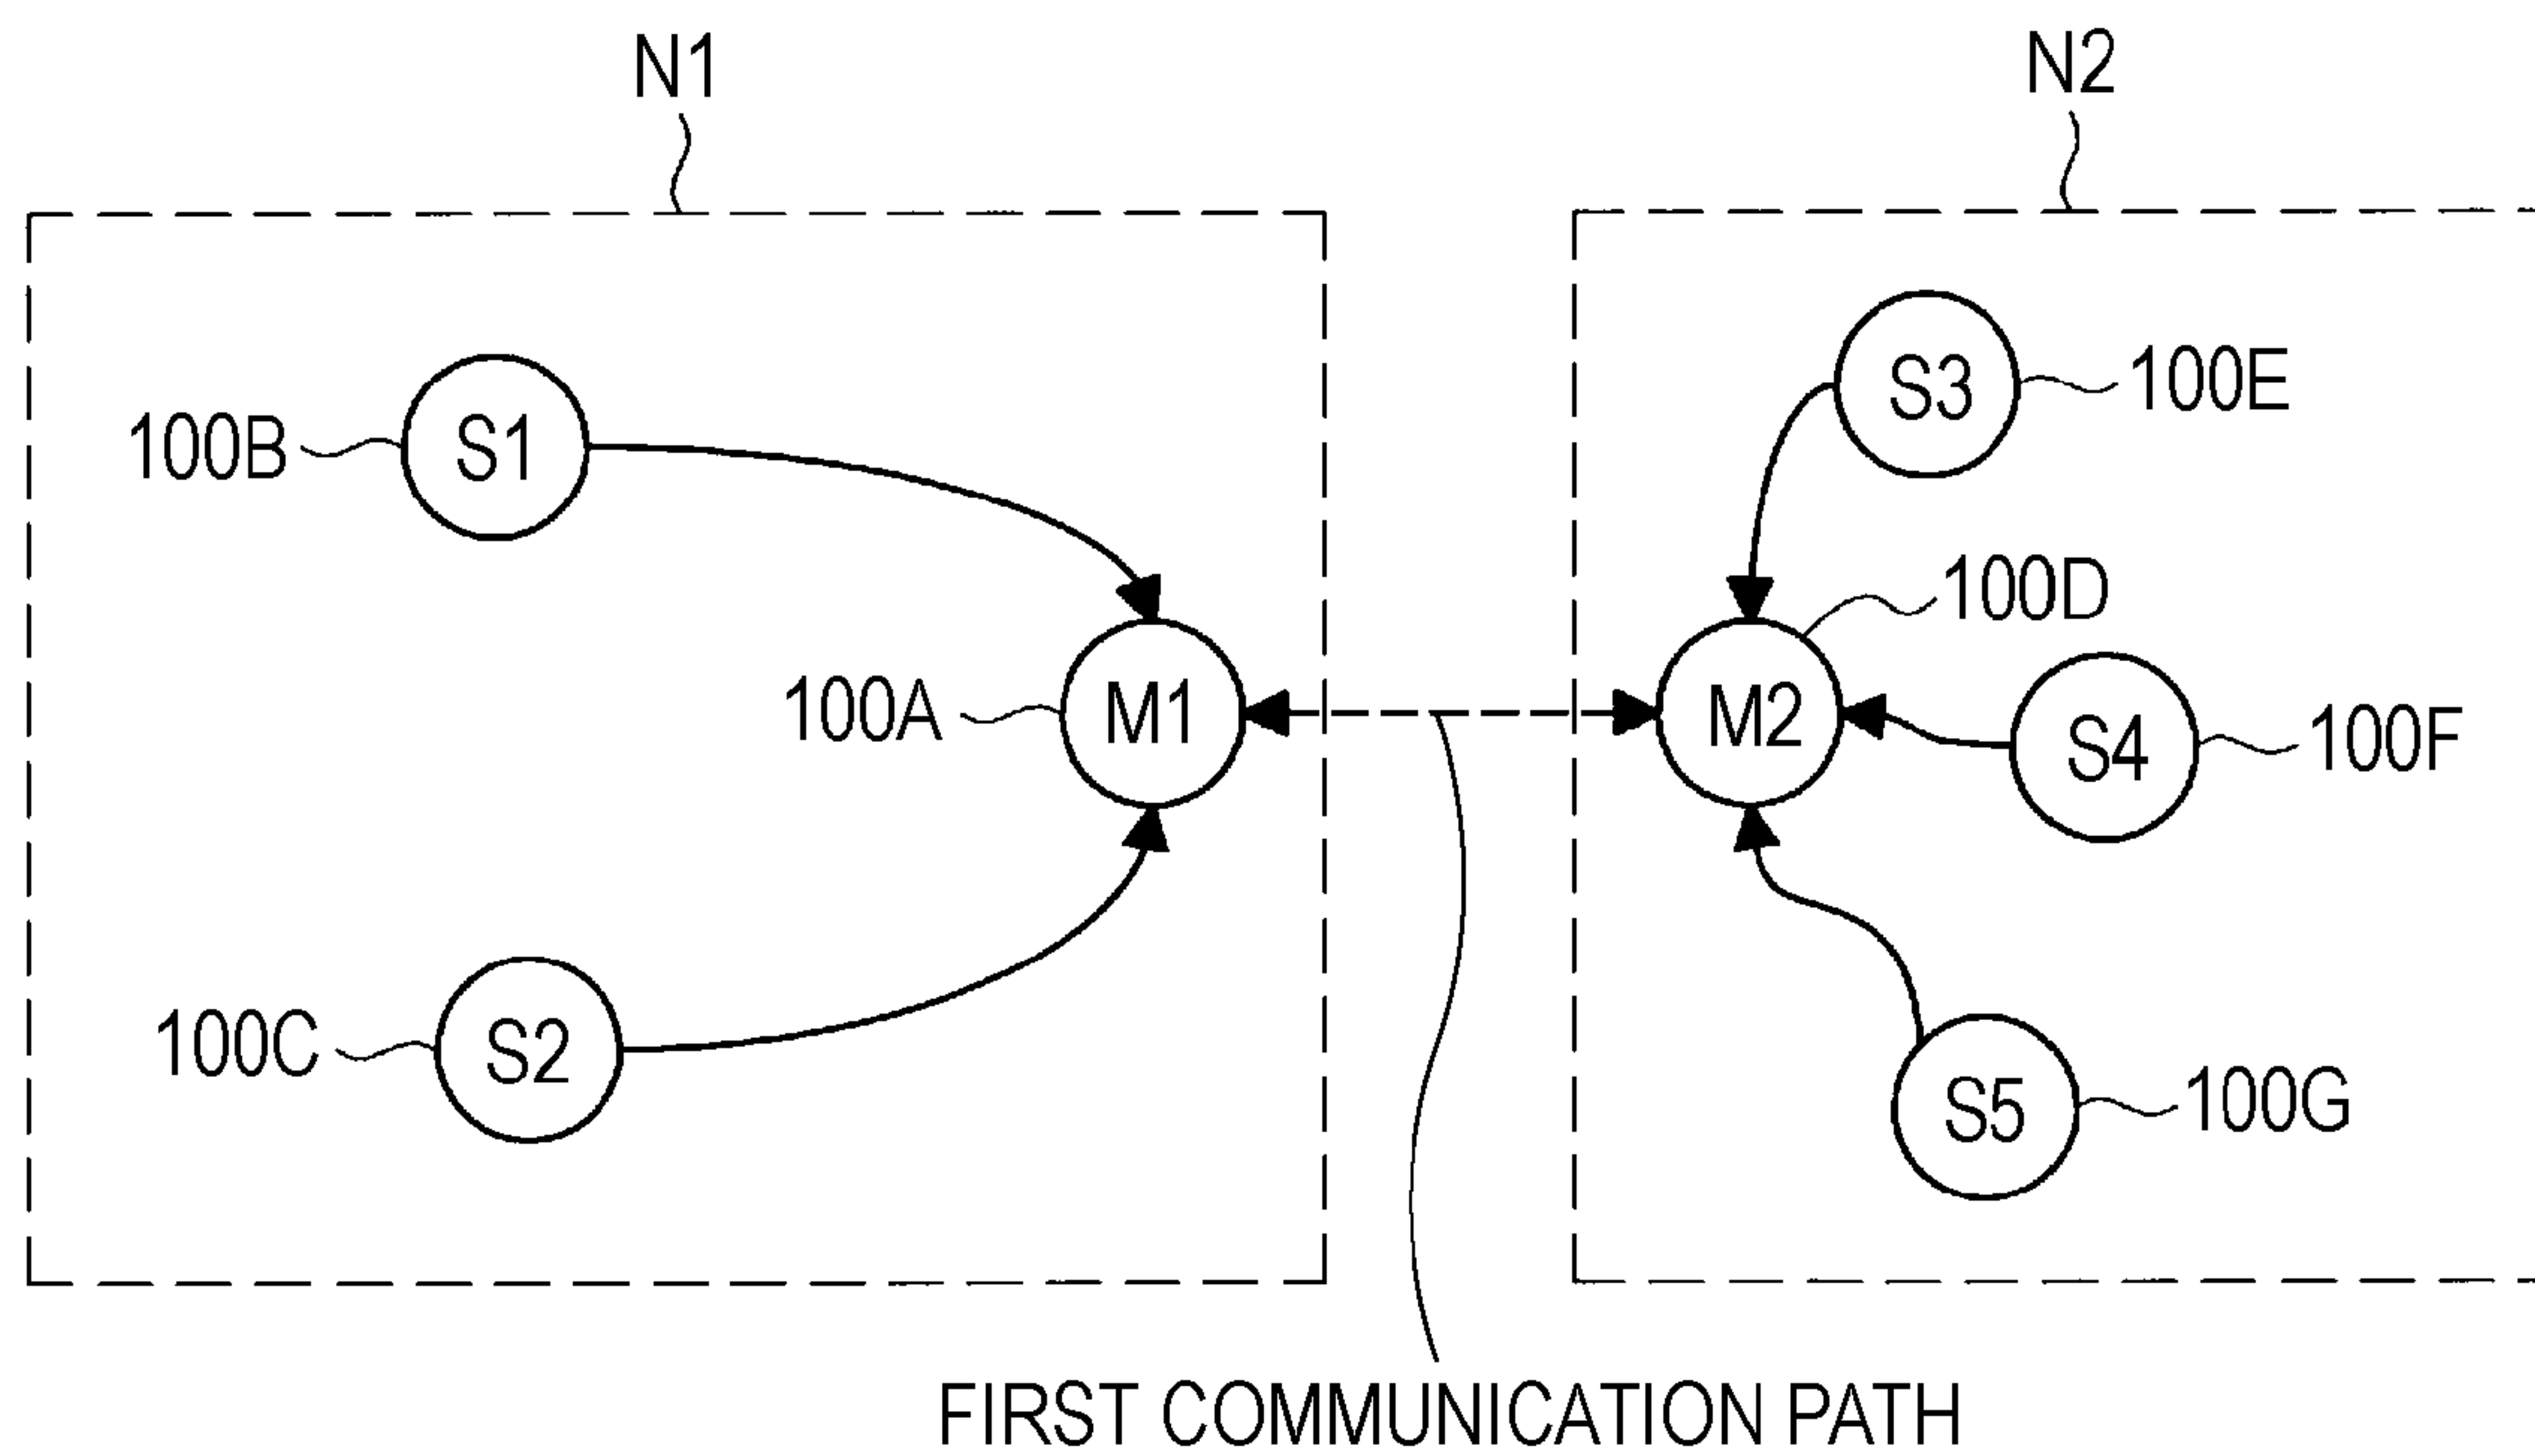 N1
N2
S1
100B
S3
100E
100D
100A
M1
M2
S4
100F
100C
S2
S5
100G
FIRST COMMUNICATION PATH